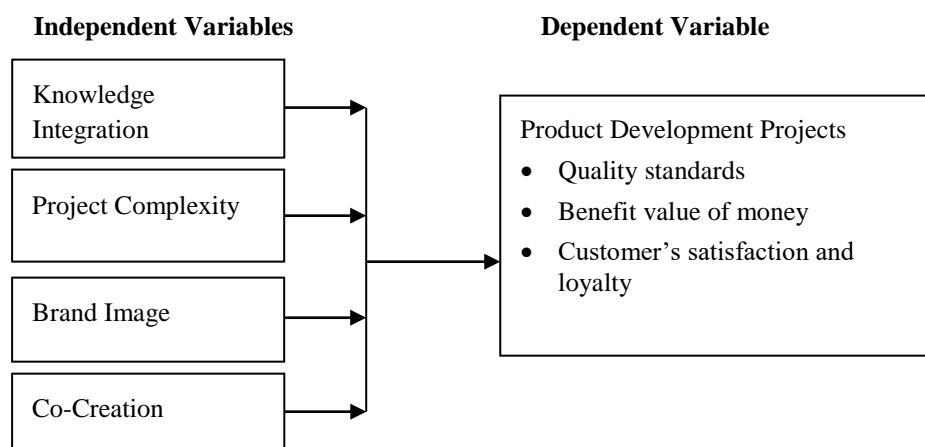 Independent Variables
Dependent Variable
Knowledge
Integration
Project Complexity
Brand Image
Co-Creation
Product Development Projects
• Quality standards
• Benefit value of money
• Customer’s satisfaction and
loyalty